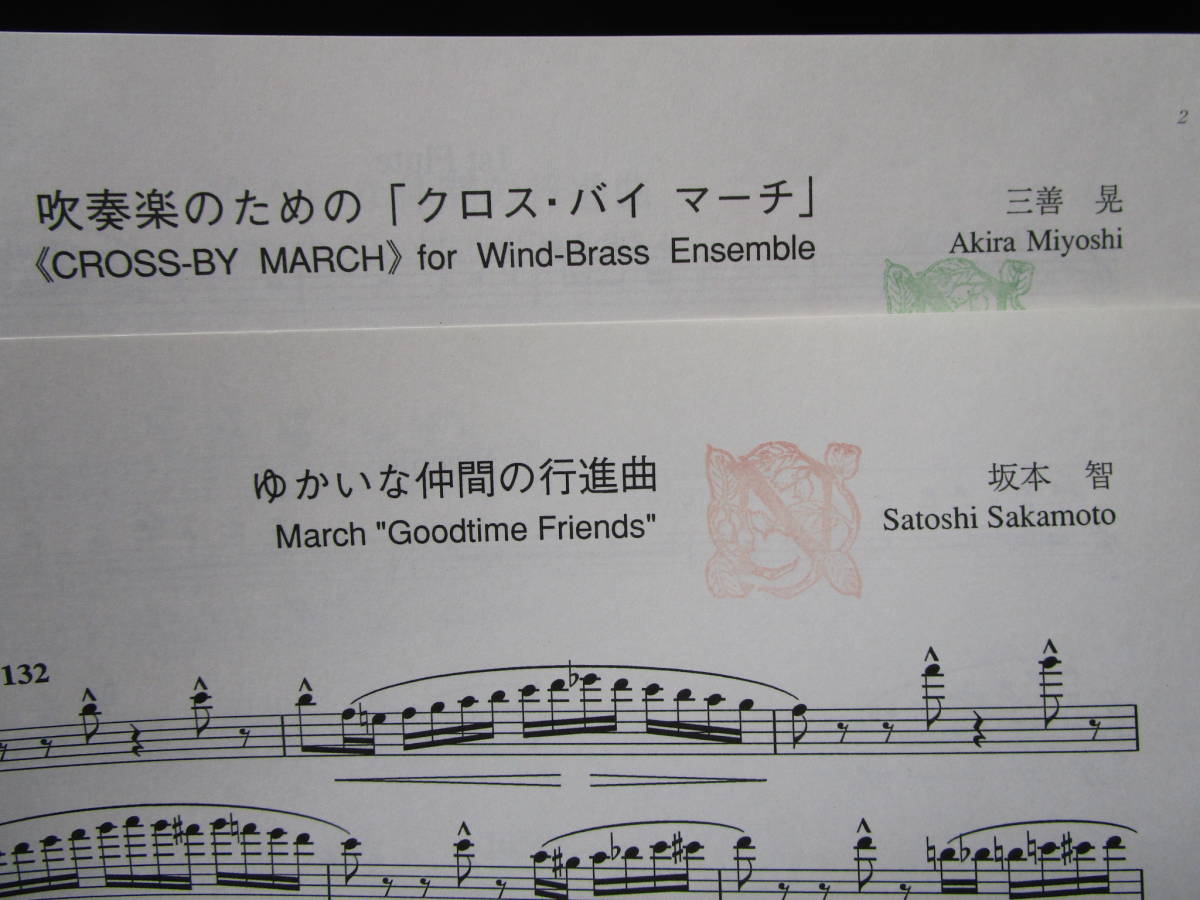 2
吹奏楽のための「クロス・バイ マーチ」
三善 晃
《CROSS-BY MARCH》 for Wind-Brass Ensemble
Akira Miyoshi
ゆかいな仲間の行進曲
坂本 智
March "Goodtime Friends"
Satoshi Sakamoto
132